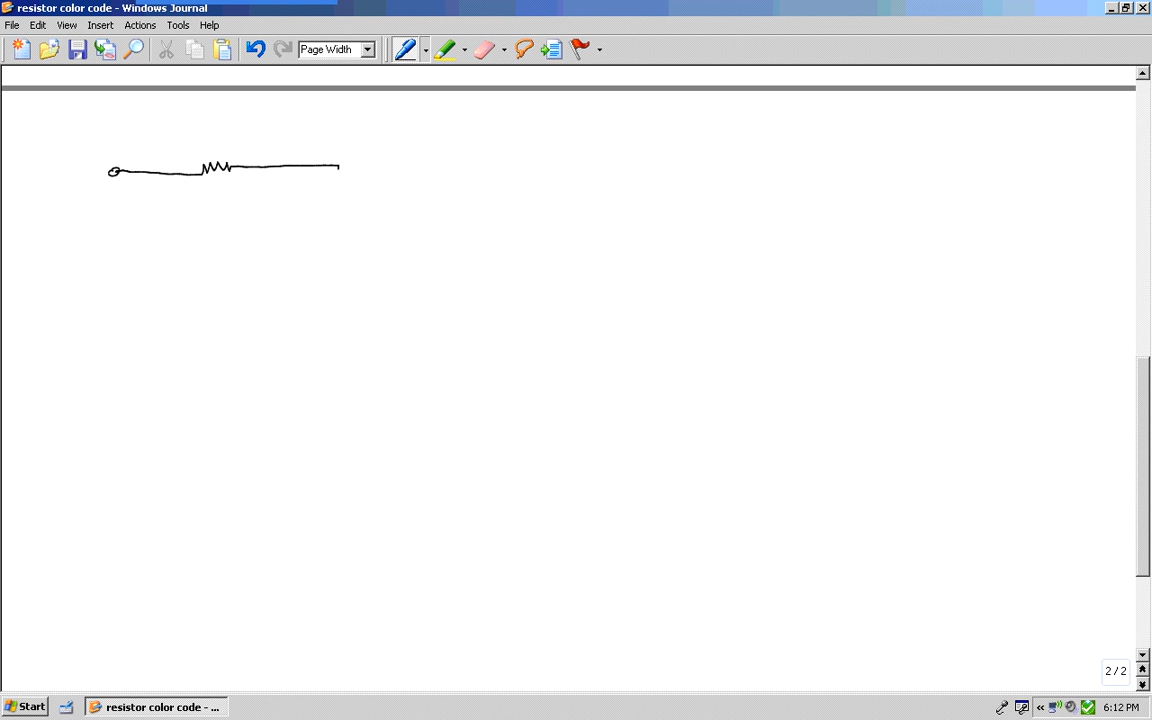 resistor color code - Windows Journal
File Edit View Insert Actions Tools Help
Page Width
2/2
Start
resistor color code - ...
6:12 PM